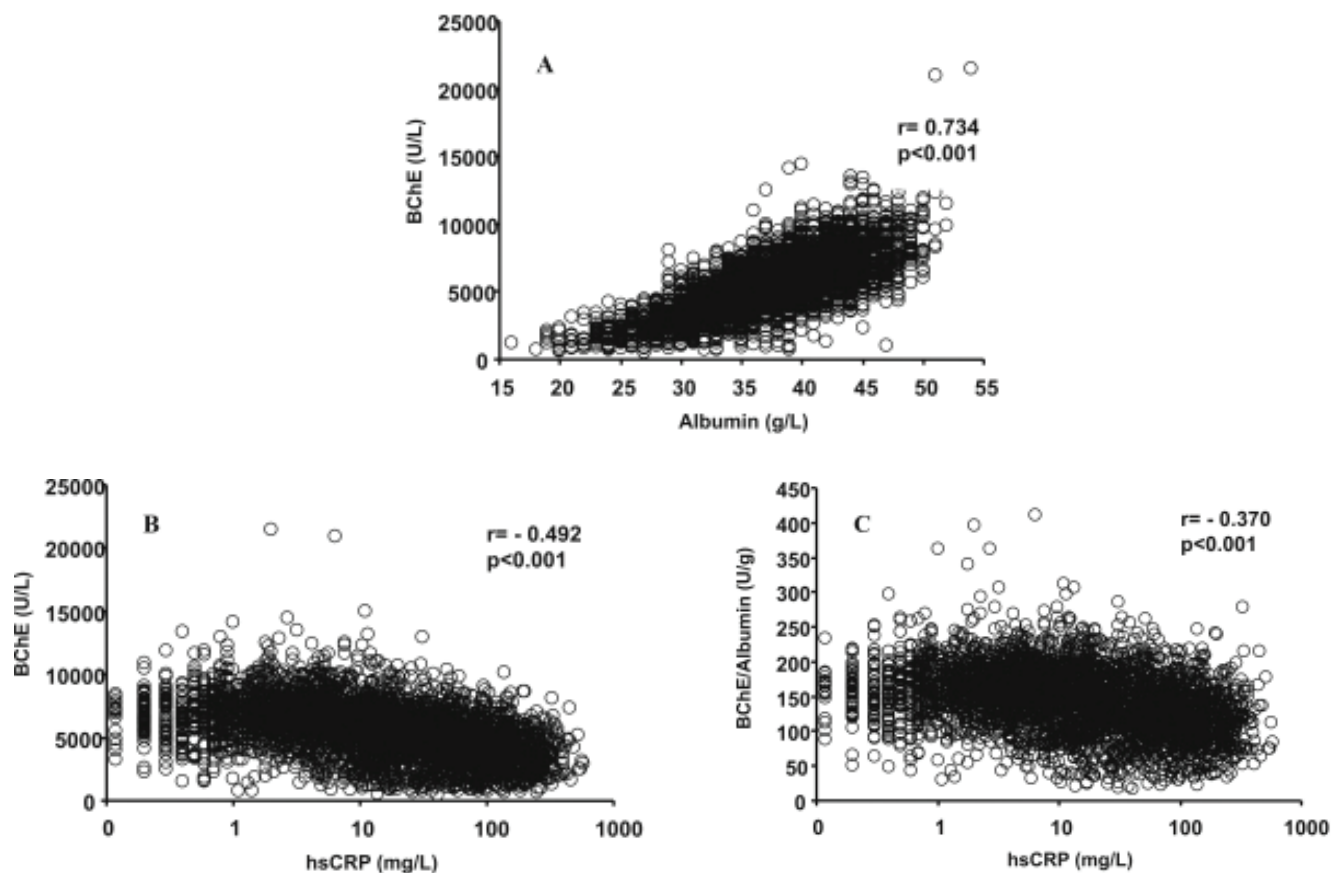 25000
20000
15000
10000
5000
0
BChE (U/L)
A
r= 0.734
p<0.001
15 20 25 30 35 40 45 50 55
Albumin (g/L)
25000
20000
15000
10000
5000
0
BChE (U/L)
B
r= - 0.492
p<0.001
0 1 10 100 1000
hsCRP (mg/L)
450
400
350
300
250
200
150
100
50
0
BChE/Albumin (U/g)
C
r= - 0.370
p<0.001
0 1 10 100 1000
hsCRP (mg/L)